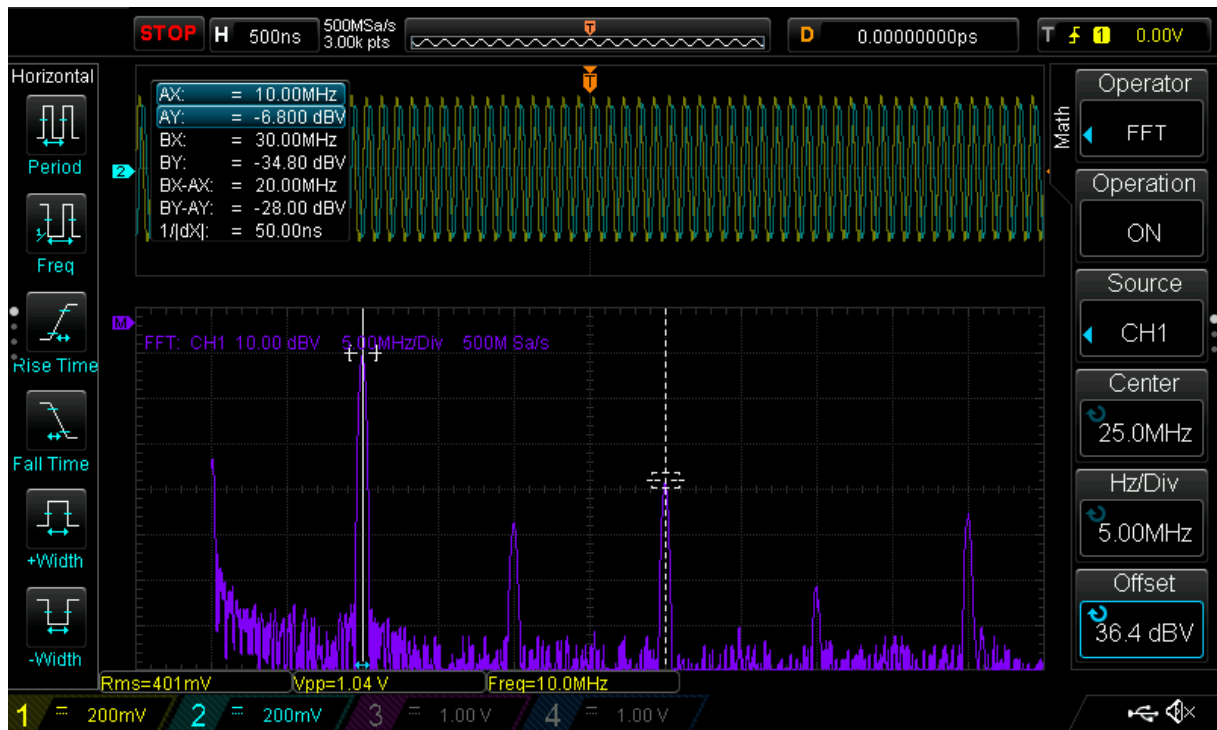 STOP H 500ns 500MSa/s 3.00k pts T D 0.00000000ps T 1 0.00V
Horizontal
Period
Freq
Rise Time
Fall Time
+Width
-Width
AX: = 10.00MHz
AY: = -6.800 dBV
BX: = 30.00MHz
BY: = -34.80 dBV
BX-AX: = 20.00MHz
BY-AY: = -28.00 dBV
1/|dX|: = 50.00ns
T
2
M
FFT: CH1 10.00 dBV 5.00MHz/Div 500M Sa/s
Math
Operator
FFT
Operation
ON
Source
CH1
Center
25.0MHz
Hz/Div
5.00MHz
Offset
36.4 dBV
Rms=401mV Vpp=1.04 V Freq=10.0MHz
1 200mV 2 200mV 3 1.00 V 4 1.00 V